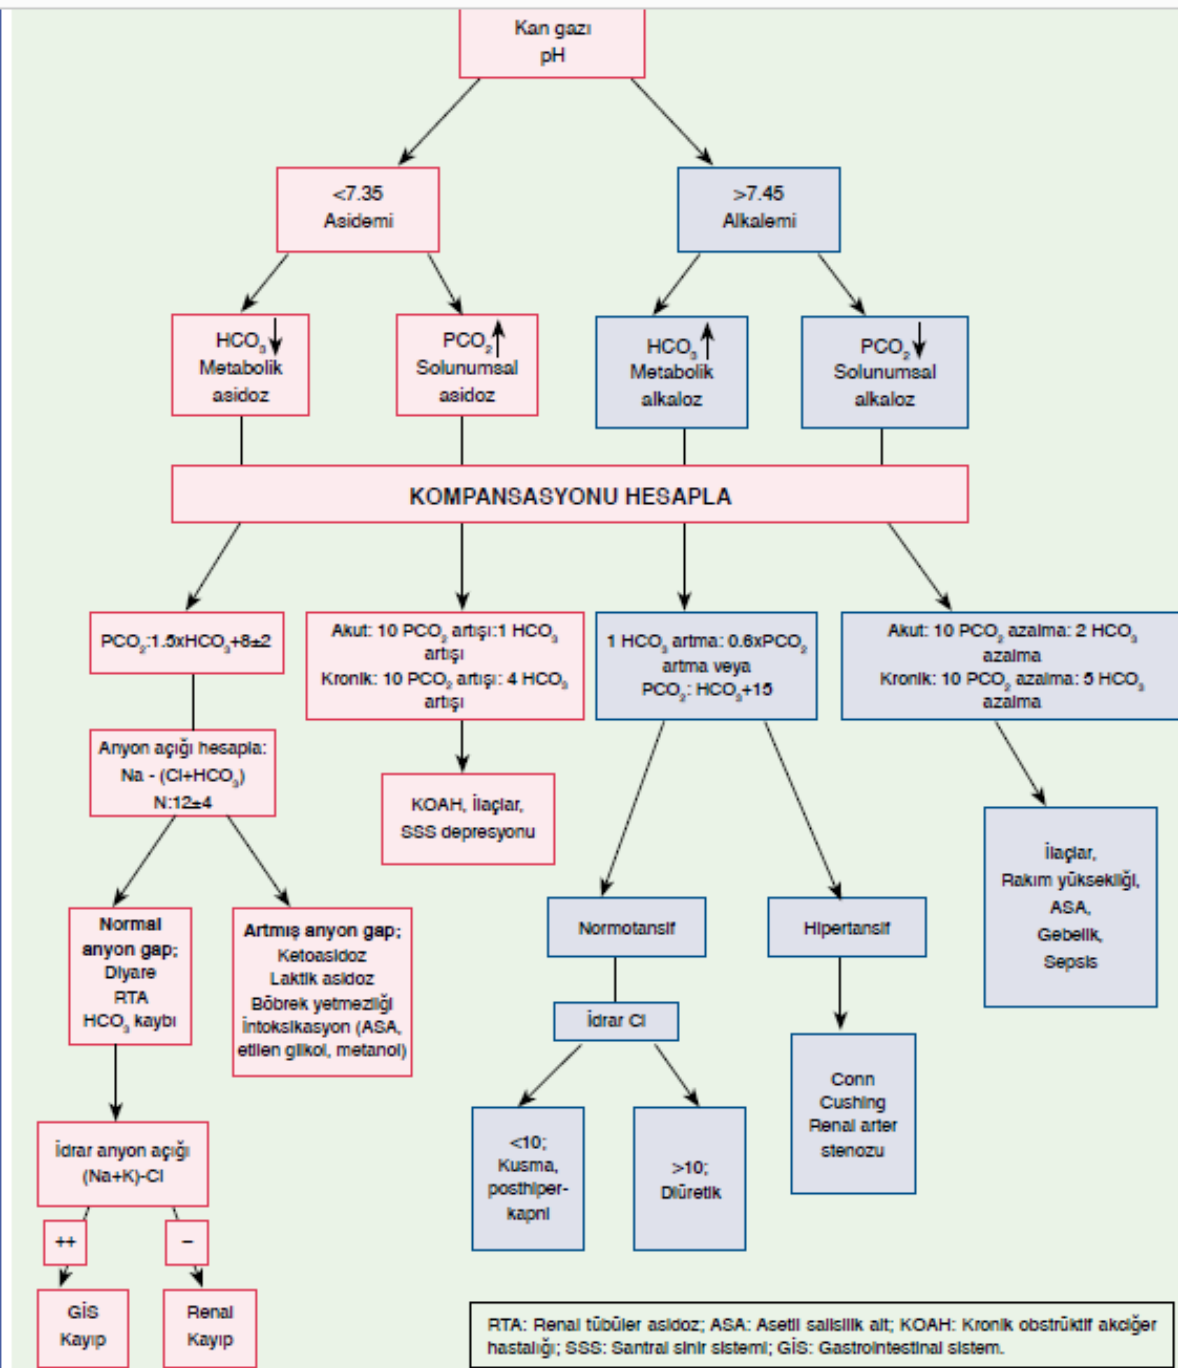 Kan gazı
pH
<7.35
Asidemi
>7.45
Alkalemi
HCO₃
Metabolik
asidoz
PCO₂
Solunumsal
asidoz
HCO₃
Metabolik
alkaloz
PCO₂
Solunumsal
alkaloz
KOMPANSASYONU HESAPLA
PCO₂:1.5xHCO₃+8±2
Akut: 10 PCO₂ artışı:1 HCO₃
artışı
Kronik: 10 PCO₂ artışı: 4 HCO₃
artışı
1 HCO₃ artma: 0.6xPCO₂
artma veya
PCO₂: HCO₃+15
Akut: 10 PCO₂ azalma: 2 HCO₃
azalma
Kronik: 10 PCO₂ azalma: 5 HCO₃
azalma
Anyon açığı hesapla:
Na - (Cl+HCO₃)
N:12±4
KOAH, İlaçlar,
SSS depresyonu
İlaçlar,
Rakım yüksekliği,
ASA,
Gebelik,
Sepsis
Normal
anyon gap;
Diyare
RTA
HCO₃ kaybı
Artmış anyon gap;
Ketoasidoz
Laktik asidoz
Böbrek yetmezliği
İntoksikasyon (ASA,
etilen glikol, metanol)
Normotansif
Hipertansif
İdrar Cl
Conn
Cushing
Renal arter
stenozu
<10;
Kusma,
posthiper-
kapni
>10;
Diüretik
İdrar anyon açığı
(Na+K)-Cl
++
–
GİS
Kayıp
Renal
Kayıp
RTA: Renal tübüler asidoz; ASA: Asetil salisilik ait; KOAH: Kronik obstrüktif akciğer
hastalığı; SSS: Santral sinir sistemi; GİS: Gastrointestinal sistem.